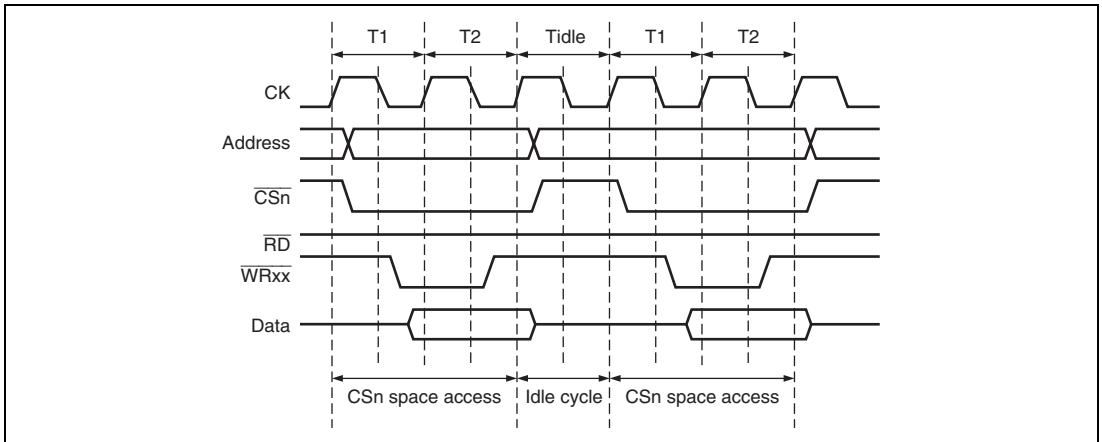 T1 T2 Tidle T1 T2
CK
Address
CSn
RD
WRxx
Data
CSn space access Idle cycle CSn space access